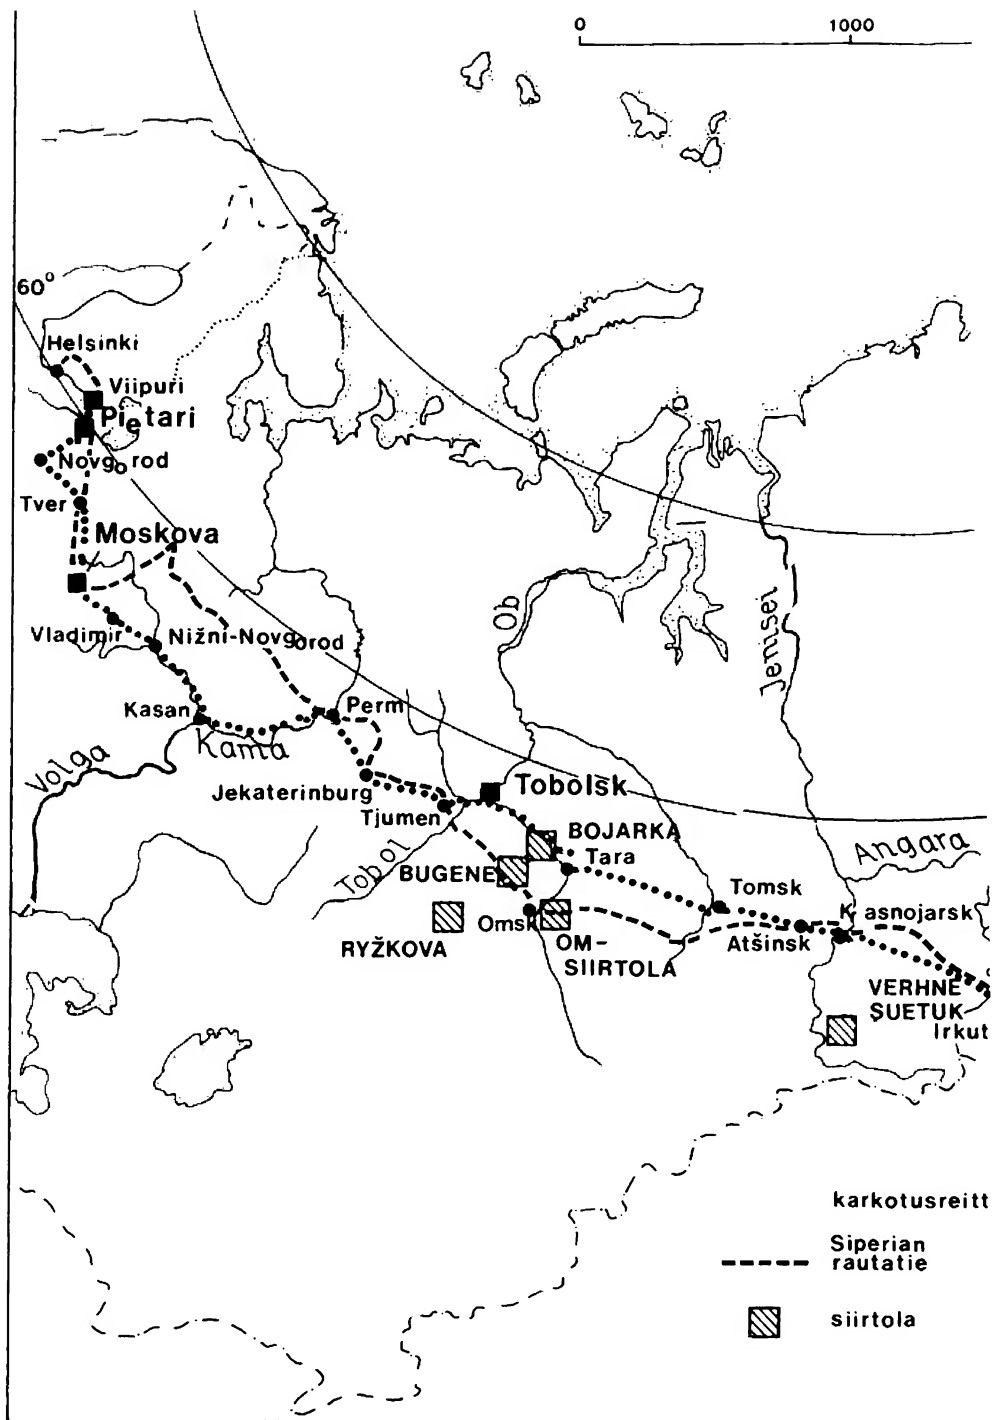 0 1000
60°
Helsinki
Viipuri
Pietari
Novgorod
Tver
Moskova
Ob
Jenisei
Vladimir
Nižni-Novgorod
Kasan
Perm
Kama
Volga
Jekaterinburg
Tobolsk
Tjumen
BOJARKA
Angara
Tobol
BUGENE
Tara
Tomsk
K asnojarsk
Omsk
RYŽKOVA
OM-
SIIRTOLA
Atšinsk
VERHNE
SUETUK
Irkut
karkotusreitt
Siperian
rautatie
siirtola